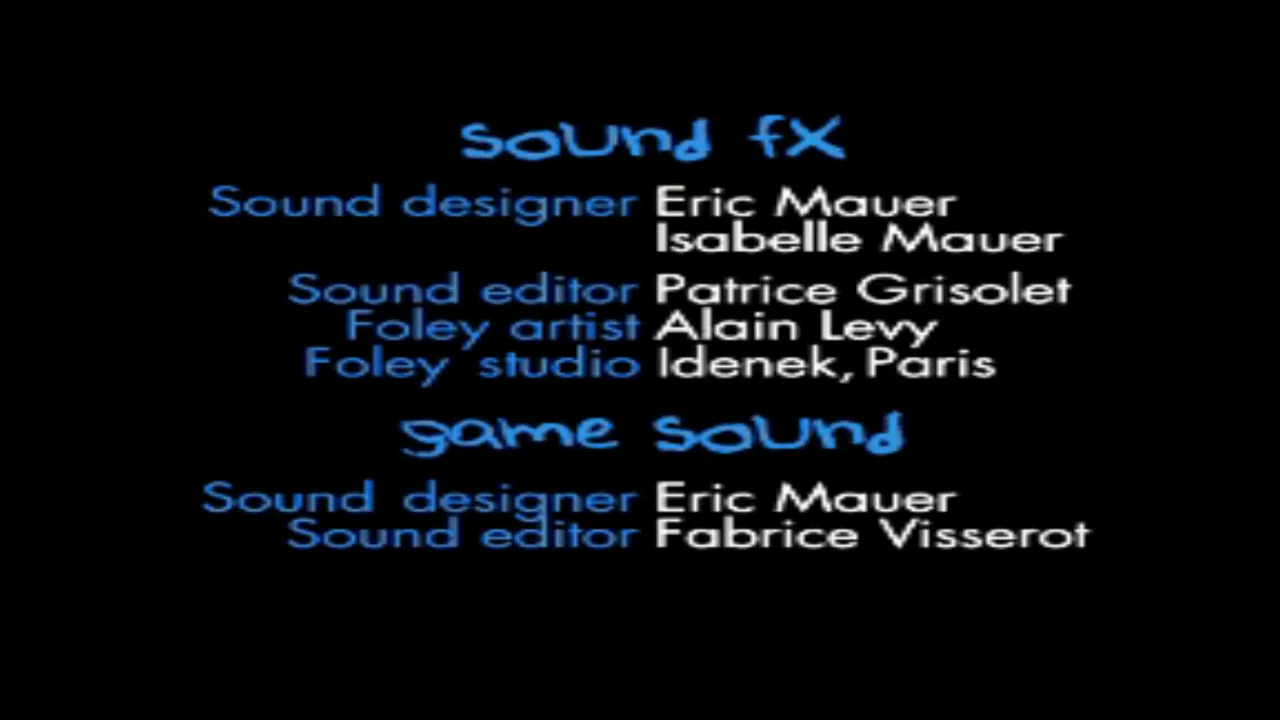 sound fx
Sound designer Eric Mauer
Isabelle Mauer
Sound editor Patrice Grisolet
Foley artist Alain Levy
Foley studio Idenek, Paris
game sound
Sound designer Eric Mauer
Sound editor Fabrice Visserot